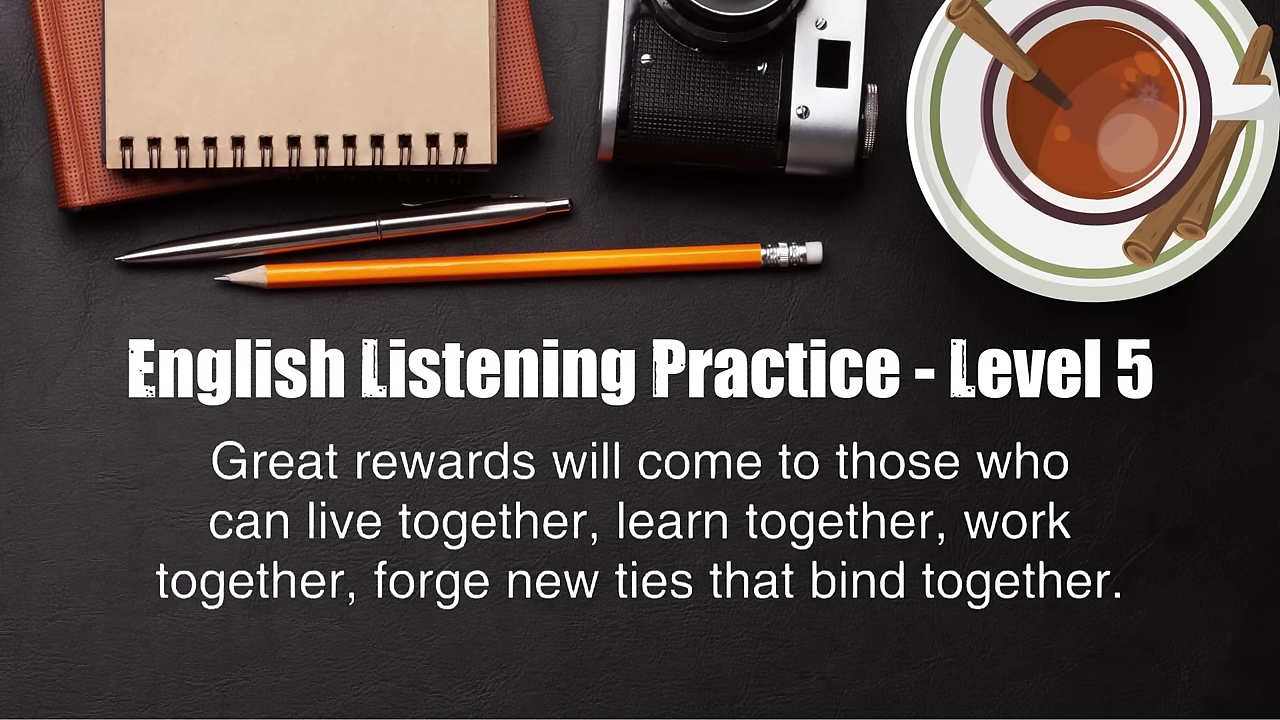 English Listening Practice - Level 5
Great rewards will come to those who
can live together, learn together, work
together, forge new ties that bind together.